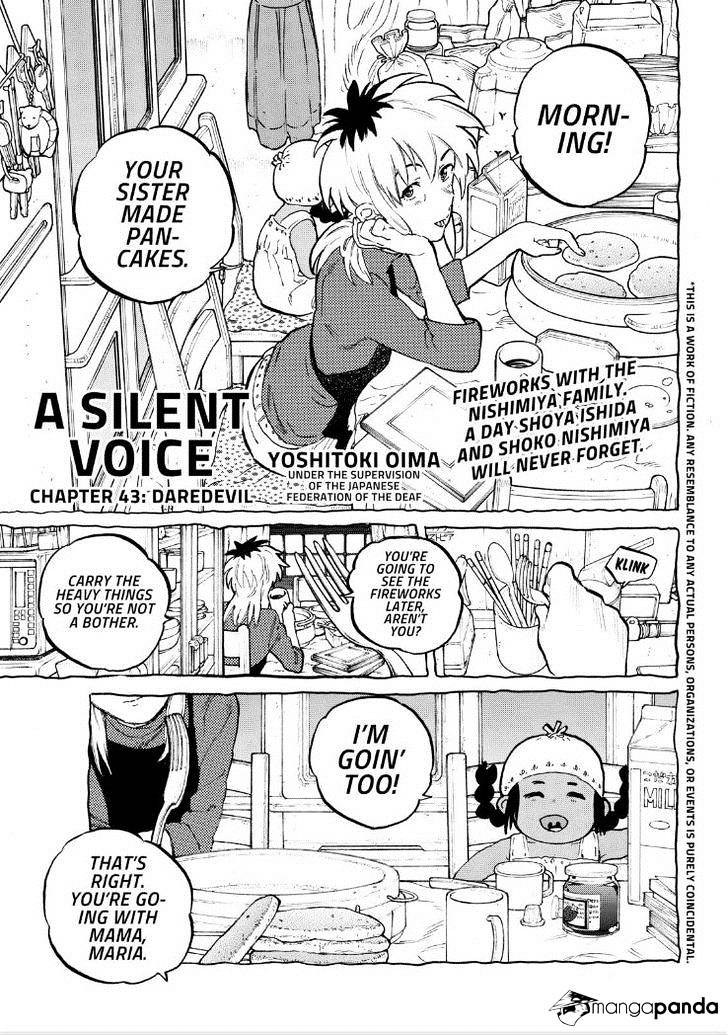 MORN-
ING!
YOUR
SISTER
MADE
PAN-
CAKES.
FIREWORKS WITH THE
NISHIMIYA FAMILY.
A DAY SHOYA ISHIDA
AND SHOKO NISHIMIYA
WILL NEVER FORGET.
A SILENT
VOICE
CHAPTER 43: DAREDEVIL
YOSHITOKI OIMA
UNDER THE SUPERVISION
OF THE JAPANESE
FEDERATION OF THE DEAF
*THIS IS A WORK OF FICTION. ANY RESEMBLANCE TO ANY ACTUAL PERSONS, ORGANIZATIONS, OR EVENTS IS PURELY COINCIDENTAL.
KLINK
YOU'RE
GOING TO
SEE THE
FIREWORKS
LATER,
AREN'T
YOU?
CARRY THE
HEAVY THINGS
SO YOU'RE NOT
A BOTHER.
I'M
GOIN'
TOO!
MIL
THAT'S
RIGHT.
YOU'RE GO-
ING WITH
MAMA,
MARIA.
mangapanda